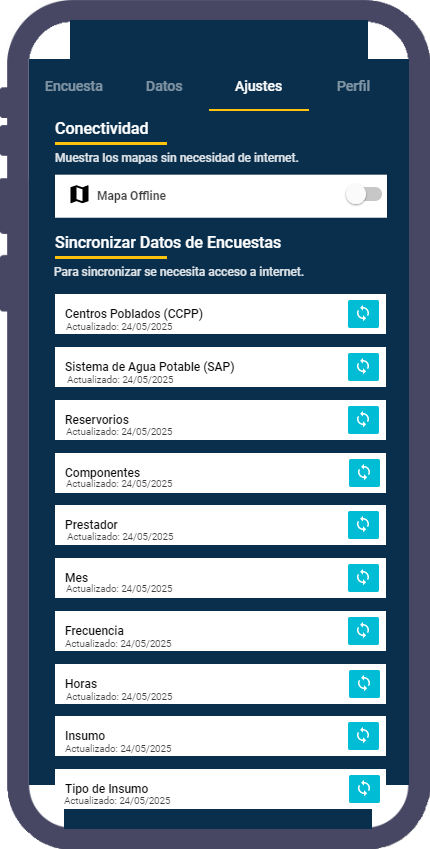 Encuesta Datos Ajustes Perfil
Conectividad
Muestra los mapas sin necesidad de internet.
Mapa Offline
Sincronizar Datos de Encuestas
Para sincronizar se necesita acceso a internet.
Centros Poblados (CCPP)
Actualizado: 24/05/2025
Sistema de Agua Potable (SAP)
Actualizado: 24/05/2025
Reservorios
Actualizado: 24/05/2025
Componentes
Actualizado: 24/05/2025
Prestador
Actualizado: 24/05/2025
Mes
Actualizado: 24/05/2025
Frecuencia
Actualizado: 24/05/2025
Horas
Actualizado: 24/05/2025
Insumo
Actualizado: 24/05/2025
Tipo de Insumo
Actualizado: 24/05/2025